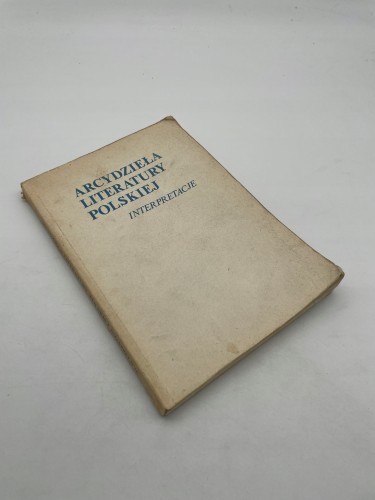 ARCYDZIEŁA
LITERATURY
POLSKIEJ
INTERPRETACJE